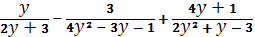 y/(2y + 3) − 3/(4y² − 3y − 1) + (4y + 1)/(2y² + y − 3)